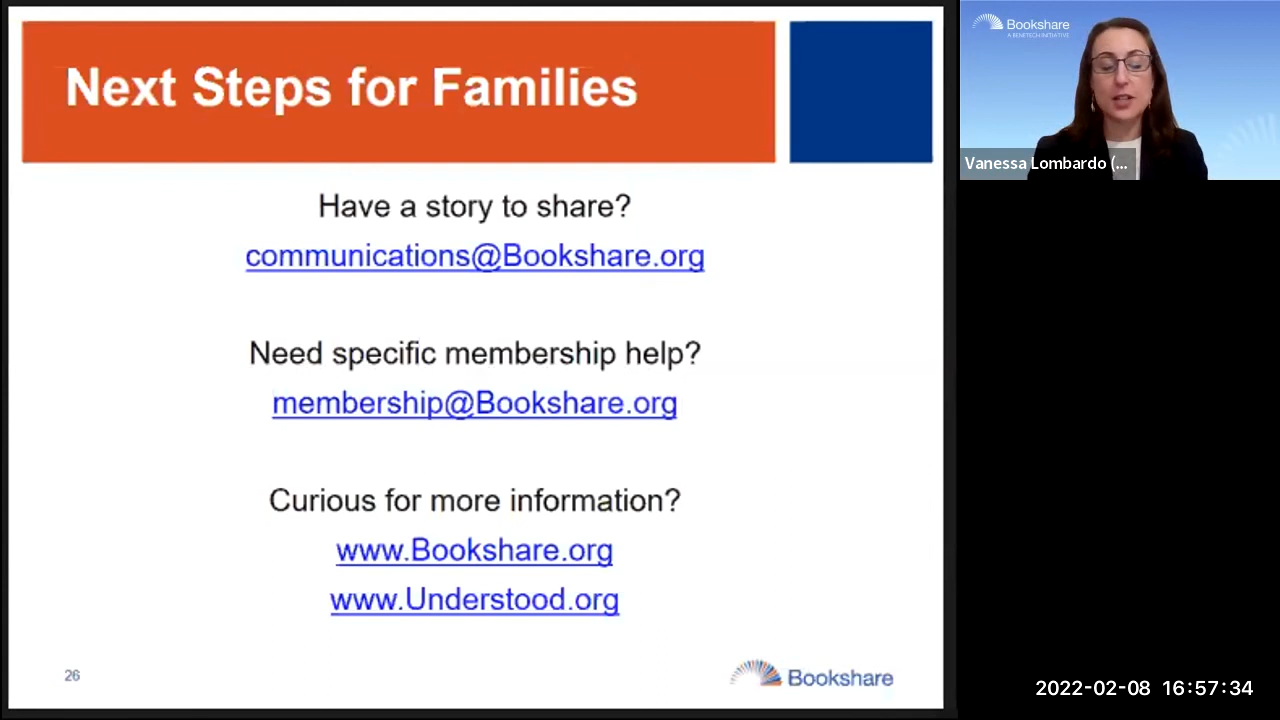 Next Steps for Families
Have a story to share?
communications@Bookshare.org
Need specific membership help?
membership@Bookshare.org
Curious for more information?
www.Bookshare.org
www.Understood.org
26
Bookshare
Bookshare
A BENETECH INITIATIVE
Vanessa Lombardo (...
2022-02-08 16:57:34